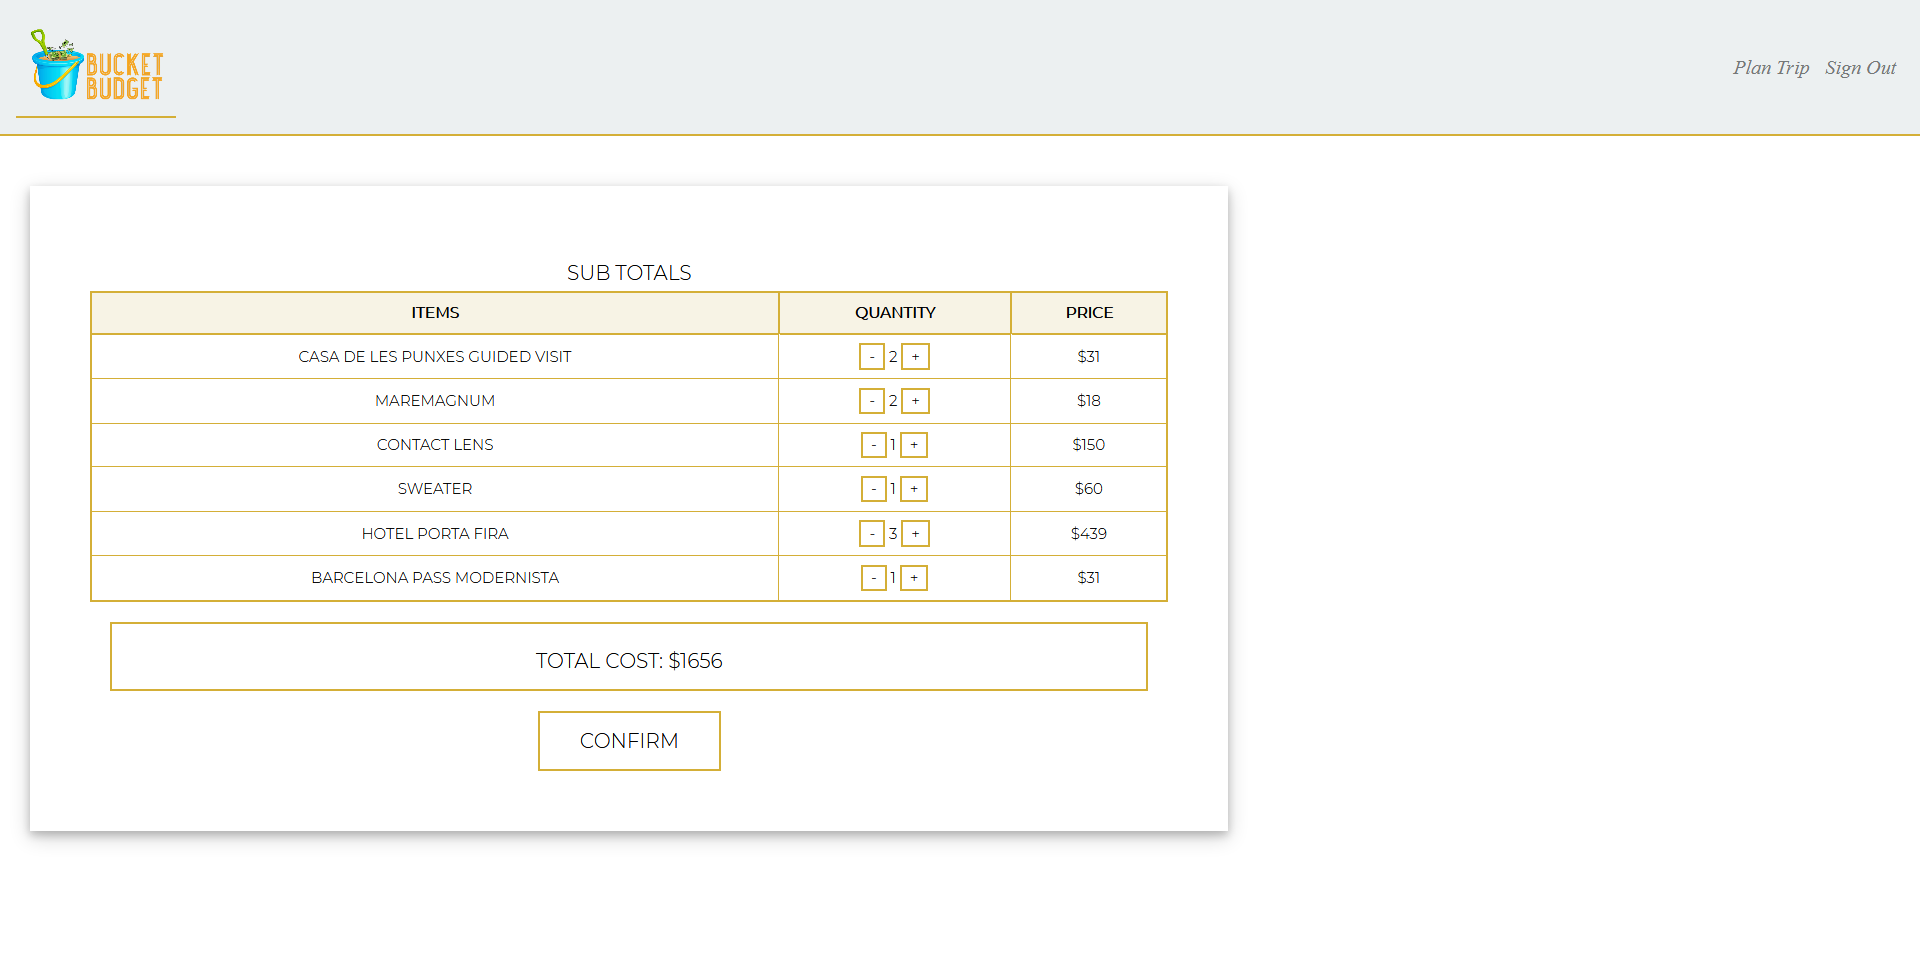 BUCKET
BUDGET
Plan Trip Sign Out
SUB TOTALS
ITEMS QUANTITY PRICE
CASA DE LES PUNXES GUIDED VISIT - 2 + $31
MAREMAGNUM - 2 + $18
CONTACT LENS - 1 + $150
SWEATER - 1 + $60
HOTEL PORTA FIRA - 3 + $439
BARCELONA PASS MODERNISTA - 1 + $31
TOTAL COST: $1656
CONFIRM